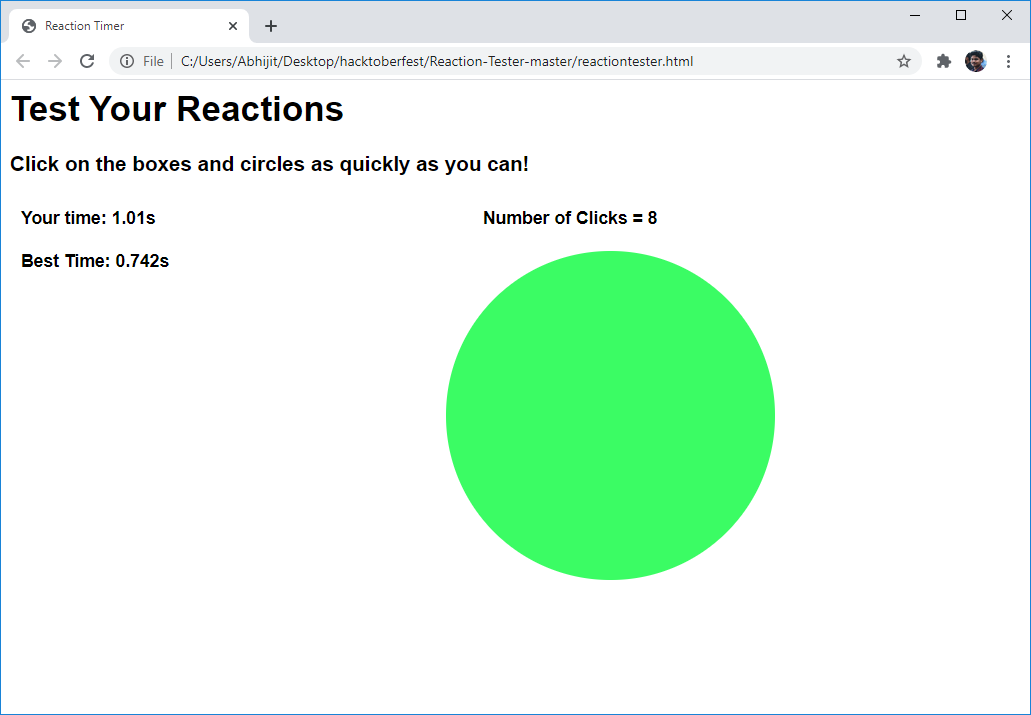 Reaction Timer
File | C:/Users/Abhijit/Desktop/hacktoberfest/Reaction-Tester-master/reactiontester.html
Test Your Reactions
Click on the boxes and circles as quickly as you can!
Your time: 1.01s
Number of Clicks = 8
Best Time: 0.742s